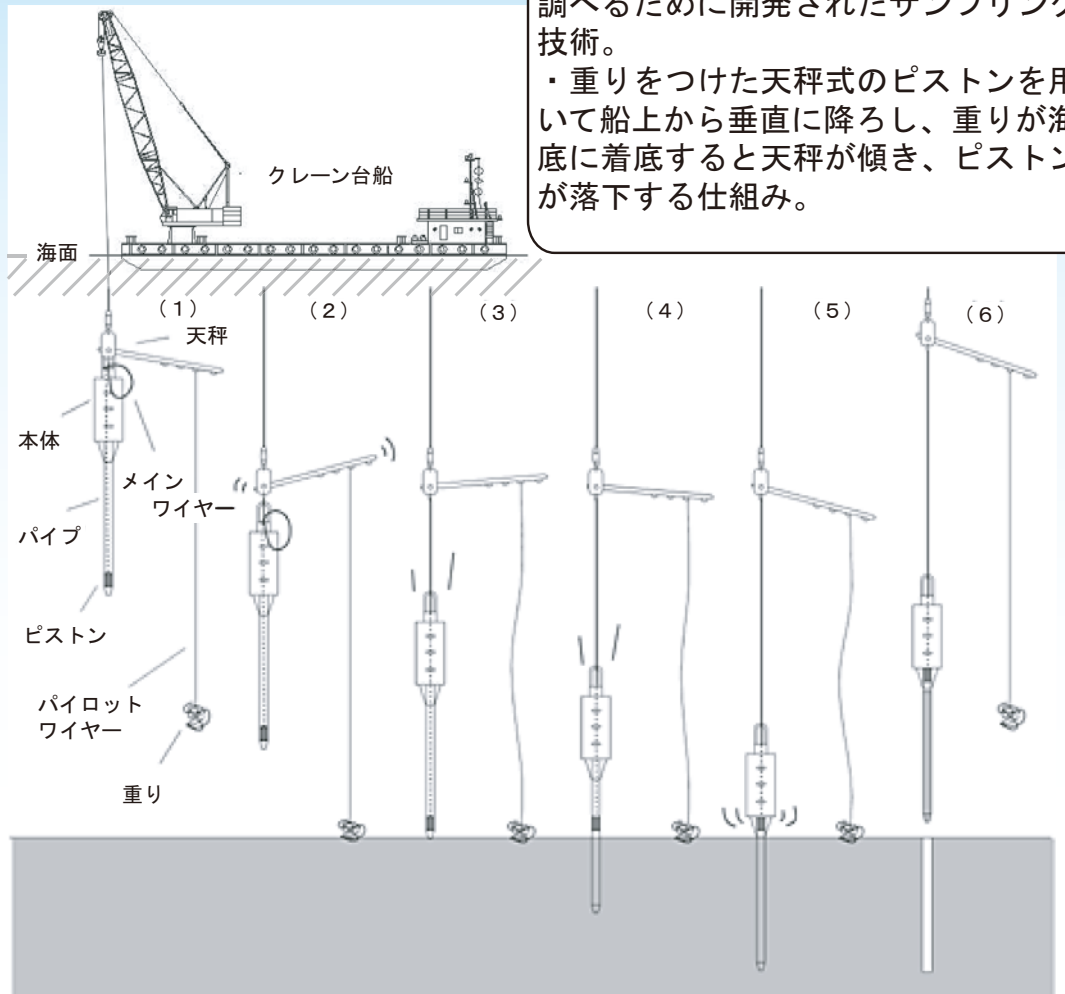 調べるために開発されたサンプリング
技術。
・重りをつけた天秤式のピストンを用
いて船上から垂直に降ろし、重りが海
底に着底すると天秤が傾き、ピストン
が落下する仕組み。
クレーン台船
海面
（１）
（２）
（３）
（４）
（５）
（６）
天秤
本体
メイン
ワイヤー
パイプ
ピストン
パイロット
ワイヤー
重り